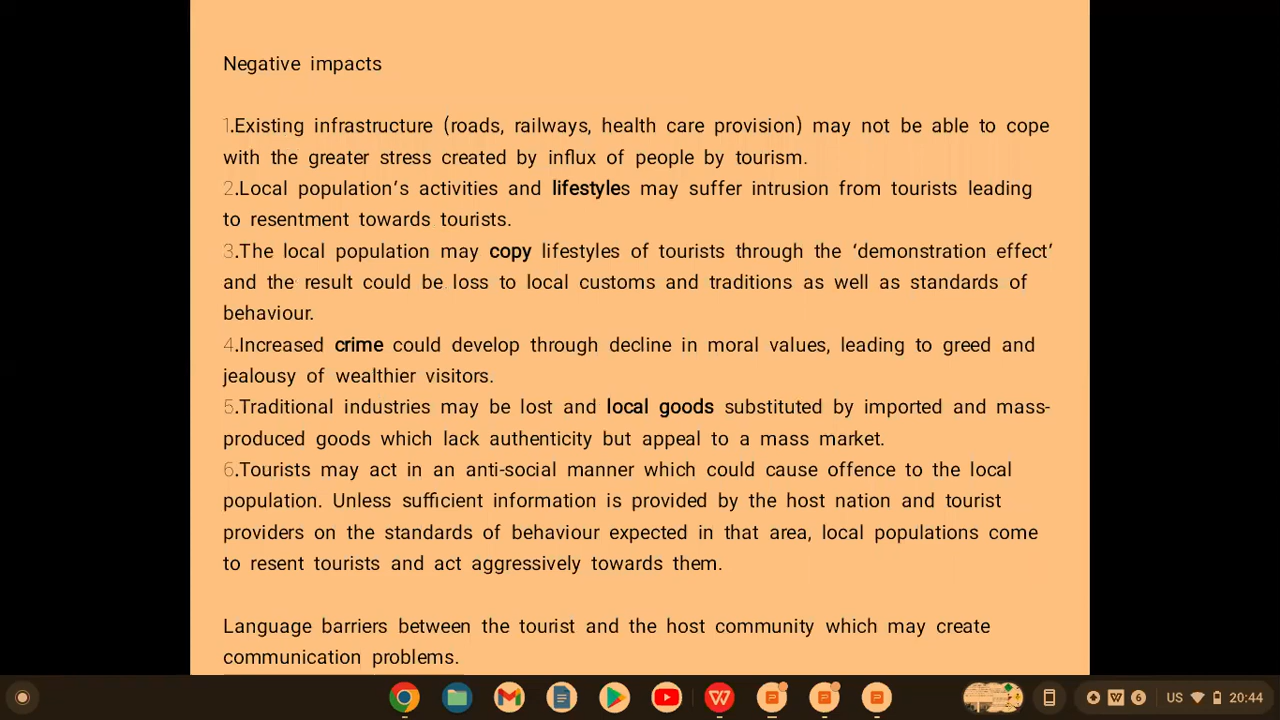 Negative impacts
1.Existing infrastructure (roads, railways, health care provision) may not be able to cope
with the greater stress created by influx of people by tourism.
2.Local population's activities and lifestyles may suffer intrusion from tourists leading
to resentment towards tourists.
3.The local population may copy lifestyles of tourists through the 'demonstration effect'
and the result could be loss to local customs and traditions as well as standards of
behaviour.
4.Increased crime could develop through decline in moral values, leading to greed and
jealousy of wealthier visitors.
5.Traditional industries may be lost and local goods substituted by imported and mass-
produced goods which lack authenticity but appeal to a mass market.
6.Tourists may act in an anti-social manner which could cause offence to the local
population. Unless sufficient information is provided by the host nation and tourist
providers on the standards of behaviour expected in that area, local populations come
to resent tourists and act aggressively towards them.
Language barriers between the tourist and the host community which may create
communication problems.
6 US 20:44